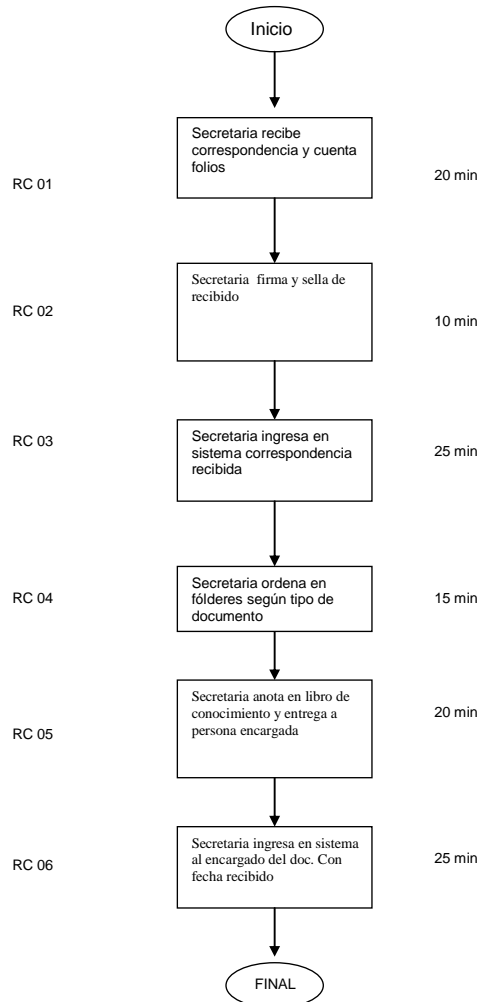 Inicio
Secretaria recibe
correspondencia y cuenta
folios
RC 01
20 min
Secretaria  firma y sella de
recibido
RC 02
10 min
Secretaria ingresa en
sistema correspondencia
recibida
RC 03
25 min
Secretaria ordena en
fólderes según tipo de
documento
RC 04
15 min
Secretaria anota en libro de
conocimiento y entrega a
persona encargada
RC 05
20 min
Secretaria ingresa en sistema
al encargado del doc. Con
fecha recibido
RC 06
25 min
FINAL